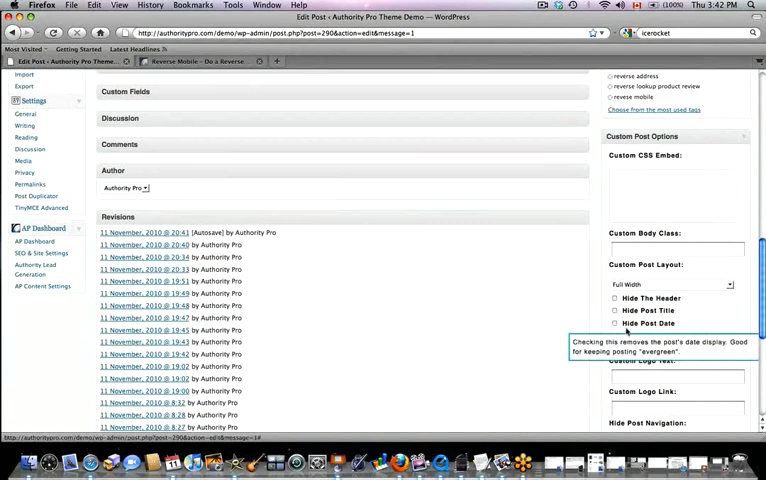 Firefox File Edit View History Bookmarks Tools Window Help (100%) Thu 3:42 PM
Edit Post ‹ Authority Pro Theme Demo — WordPress
http://authoritypro.com/demo/wp-admin/post.php?post=290&action=edit&message=1 icerocket
Most Visited Getting Started Latest Headlines
Edit Post ‹ Authority Pro Them... Reverse Mobile - Do a Reverse ...
Import
Export
Settings
General
Writing
Reading
Discussion
Media
Privacy
Permalinks
Post Duplicator
TinyMCE Advanced
AP Dashboard
AP Dashboard
SEO & Site Settings
Authority Lead
Generation
AP Content Settings
Custom Fields
Discussion
Comments
Author
Authority Pro
Revisions
11 November, 2010 @ 20:41 [Autosave] by Authority Pro
11 November, 2010 @ 20:40 by Authority Pro
11 November, 2010 @ 20:34 by Authority Pro
11 November, 2010 @ 20:33 by Authority Pro
11 November, 2010 @ 19:51 by Authority Pro
11 November, 2010 @ 19:49 by Authority Pro
11 November, 2010 @ 19:48 by Authority Pro
11 November, 2010 @ 19:47 by Authority Pro
11 November, 2010 @ 19:45 by Authority Pro
11 November, 2010 @ 19:43 by Authority Pro
11 November, 2010 @ 19:42 by Authority Pro
11 November, 2010 @ 19:02 by Authority Pro
11 November, 2010 @ 19:02 by Authority Pro
11 November, 2010 @ 19:00 by Authority Pro
11 November, 2010 @ 8:32 by Authority Pro
11 November, 2010 @ 8:28 by Authority Pro
11 November, 2010 @ 8:27 by Authority Pro
reverse address
reverse lookup product review
reverse mobile
Choose from the most used tags
Custom Post Options
Custom CSS Embed:
Custom Body Class:
Custom Post Layout:
Full Width
Hide The Header
Hide Post Title
Hide Post Date
Checking this removes the post's date display. Good
for keeping posting "evergreen".
Custom Logo Text:
Custom Logo Link:
Hide Post Navigation:
http://authoritypro.com/demo/wp-admin/post.php?post=290&action=edit&message=1#